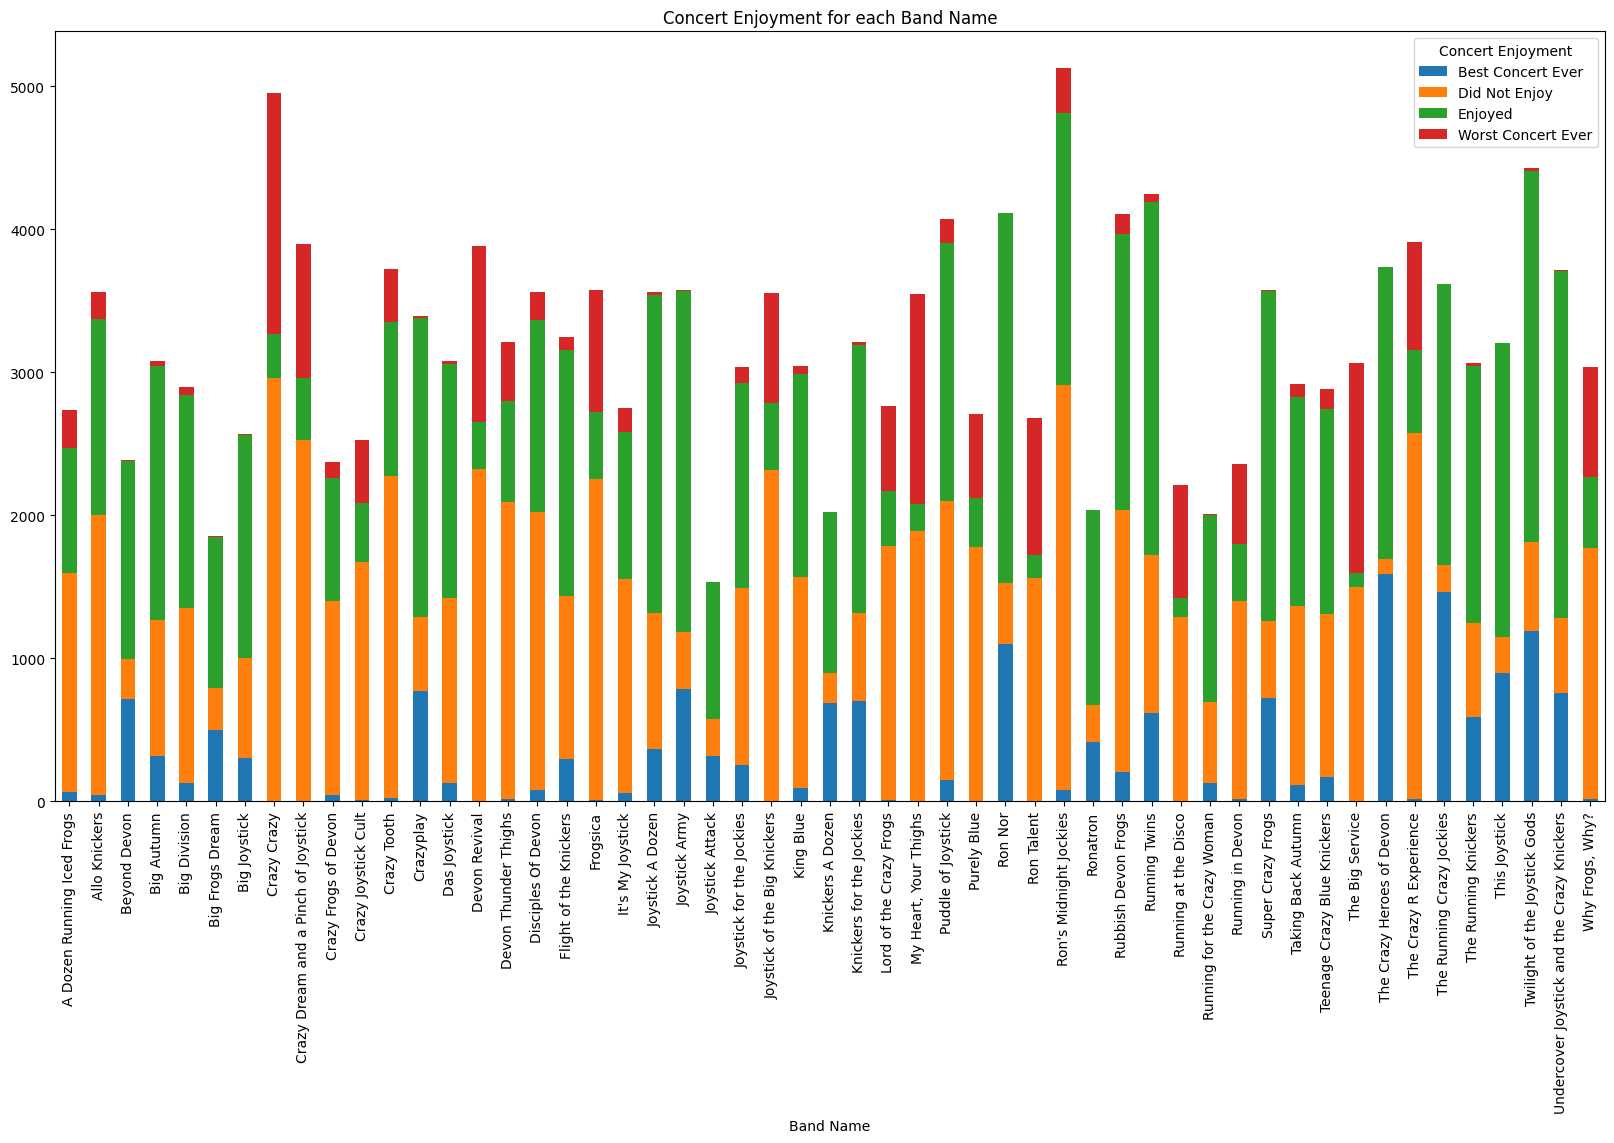 Concert Enjoyment for each Band Name
Concert Enjoyment
Best Concert Ever
Did Not Enjoy
Enjoyed
Worst Concert Ever
5000
4000
3000
2000
1000
0
A Dozen Running Iced Frogs
Allo Knickers
Beyond Devon
Big Autumn
Big Division
Big Frogs Dream
Big Joystick
Crazy Crazy
Crazy Dream and a Pinch of Joystick
Crazy Frogs of Devon
Crazy Joystick Cult
Crazy Tooth
Crazyplay
Das Joystick
Devon Revival
Devon Thunder Thighs
Disciples Of Devon
Flight of the Knickers
Frogsica
It's My Joystick
Joystick A Dozen
Joystick Army
Joystick Attack
Joystick for the Jockies
Joystick of the Big Knickers
King Blue
Knickers A Dozen
Knickers for the Jockies
Lord of the Crazy Frogs
My Heart, Your Thighs
Puddle of Joystick
Purely Blue
Ron Nor
Ron Talent
Ron's Midnight Jockies
Ronatron
Rubbish Devon Frogs
Running Twins
Running at the Disco
Running for the Crazy Woman
Running in Devon
Super Crazy Frogs
Taking Back Autumn
Teenage Crazy Blue Knickers
The Big Service
The Crazy Heroes of Devon
The Crazy R Experience
The Running Crazy Jockies
The Running Knickers
This Joystick
Twilight of the Joystick Gods
Undercover Joystick and the Crazy Knickers
Why Frogs, Why?
Band Name